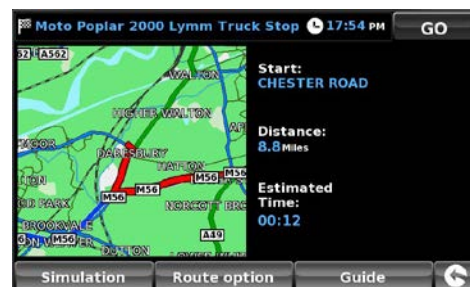 Moto Poplar 2000 Lymm Truck Stop 17:54 PM GO
A562
WALTON
HIGHER WALTON
MOOR
DARESBURY
HATTON
M56
M56
M56
M56
NORCOTT BRO
BROOKVALE
A49
M56
DUTTON
Start:
CHESTER ROAD
Distance:
8.8 Miles
Estimated
Time:
00:12
Simulation Route option Guide